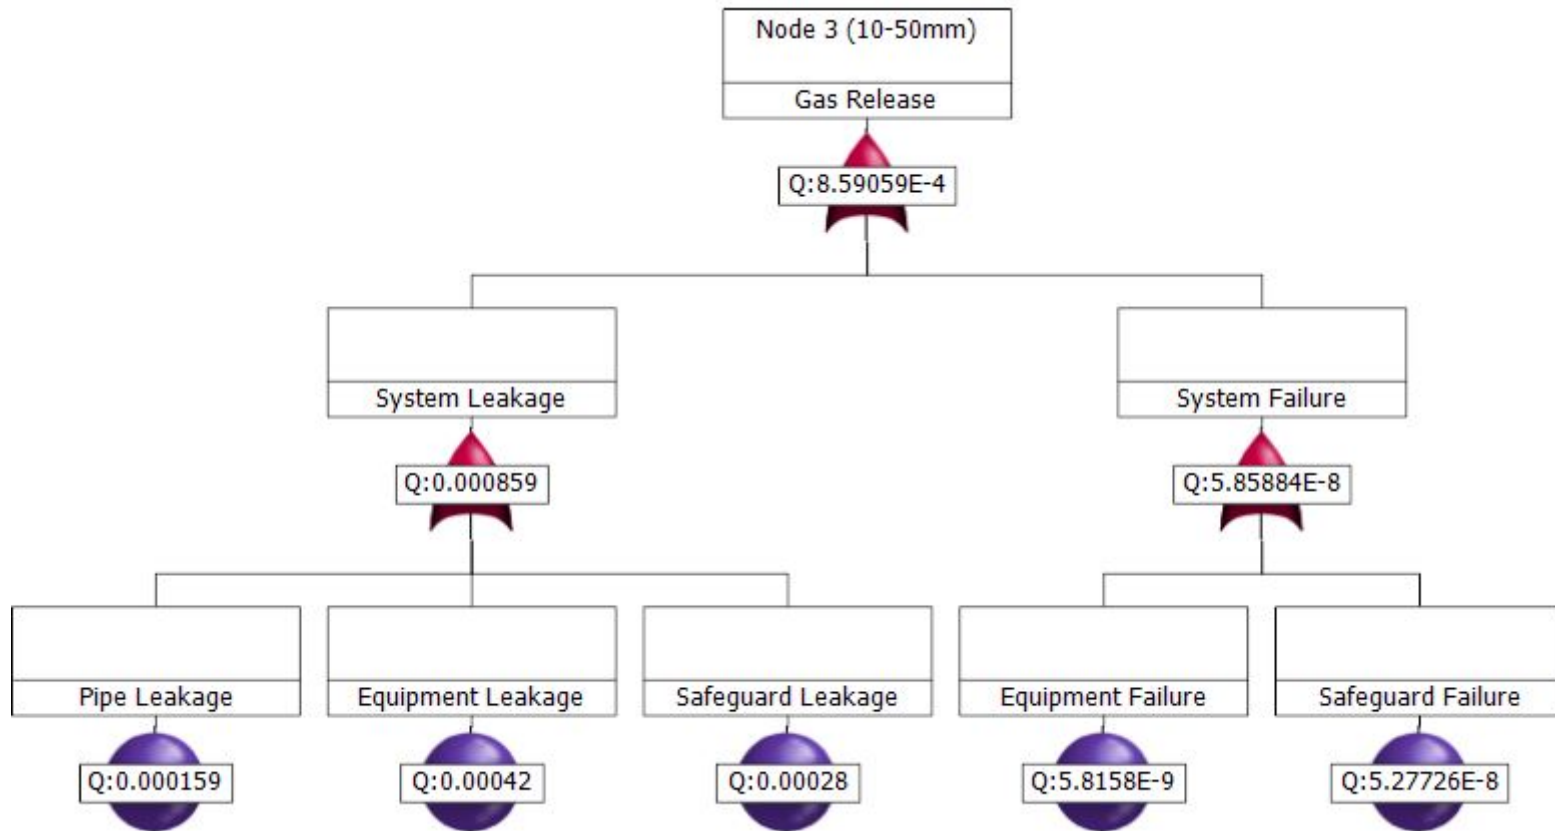 Node 3 (10-50mm)
Gas Release
Q:8.59059E-4
System Leakage
System Failure
Q:0.000859
Q:5.85884E-8
Pipe Leakage
Equipment Leakage
Safeguard Leakage
Equipment Failure
Safeguard Failure
Q:0.000159
Q:0.00042
Q:0.00028
Q:5.8158E-9
Q:5.27726E-8